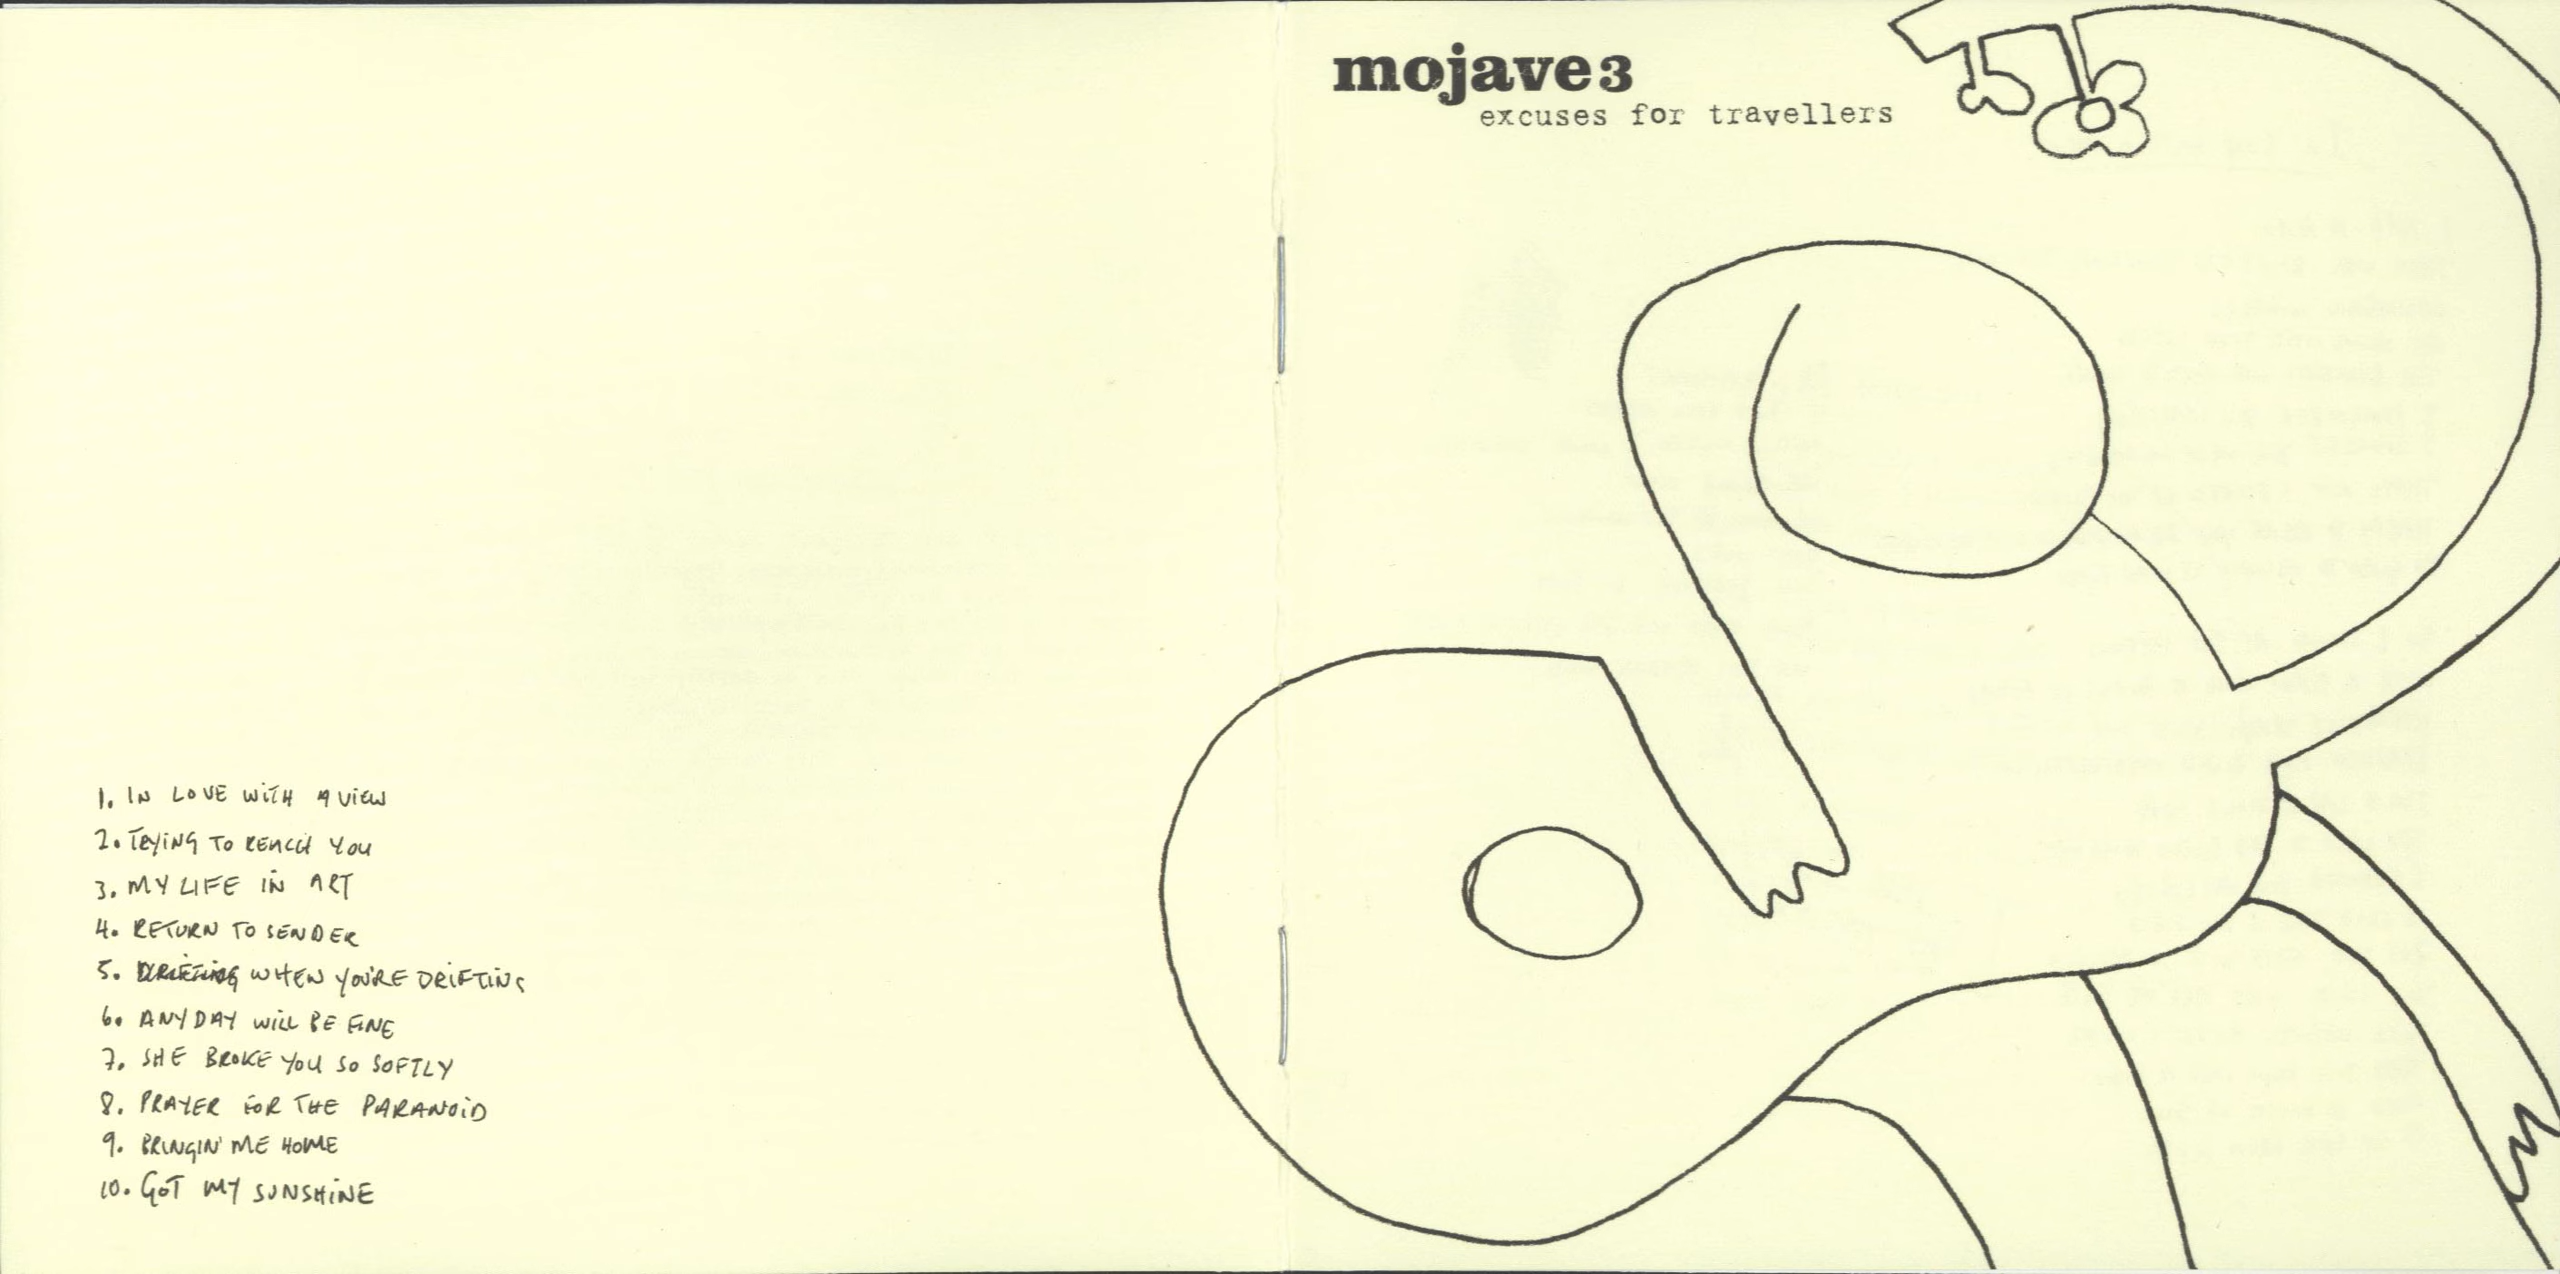 mojave3
excuses for travellers
1. IN LOVE WITH A VIEW
2. TRYING TO REACH YOU
3. MY LIFE IN ART
4. RETURN TO SENDER
5. DRIFTING WHEN YOU'RE DRIFTING
6. ANYDAY WILL BE FINE
7. SHE BROKE YOU SO SOFTLY
8. PRAYER FOR THE PARANOID
9. BRINGIN' ME HOME
10. GOT MY SUNSHINE